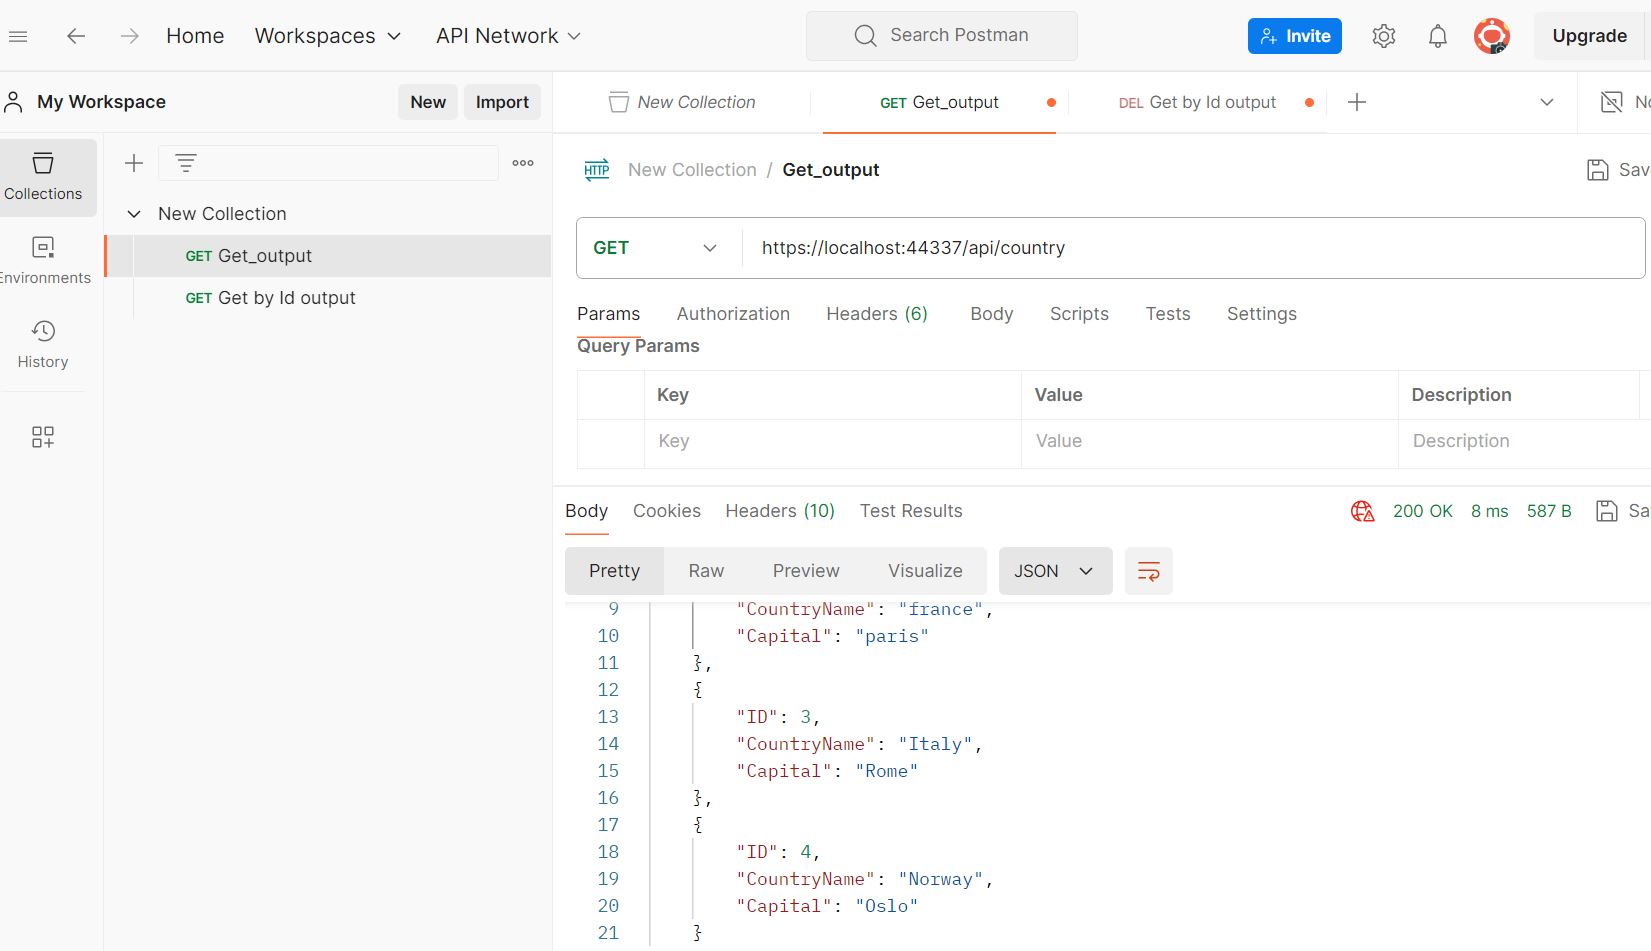 Home Workspaces API Network Search Postman Invite Upgrade
My Workspace New Import New Collection GET Get_output DEL Get by Id output
Collections
New Collection
GET Get_output
GET Get by Id output
Environments
History
HTTP New Collection / Get_output
GET https://localhost:44337/api/country
Params Authorization Headers (6) Body Scripts Tests Settings
Query Params
Key Value Description
Key Value Description
Body Cookies Headers (10) Test Results 200 OK 8 ms 587 B
Pretty Raw Preview Visualize JSON
9 "CountryName": "france",
10 "Capital": "paris"
11 },
12 {
13 "ID": 3,
14 "CountryName": "Italy",
15 "Capital": "Rome"
16 },
17 {
18 "ID": 4,
19 "CountryName": "Norway",
20 "Capital": "Oslo"
21 }